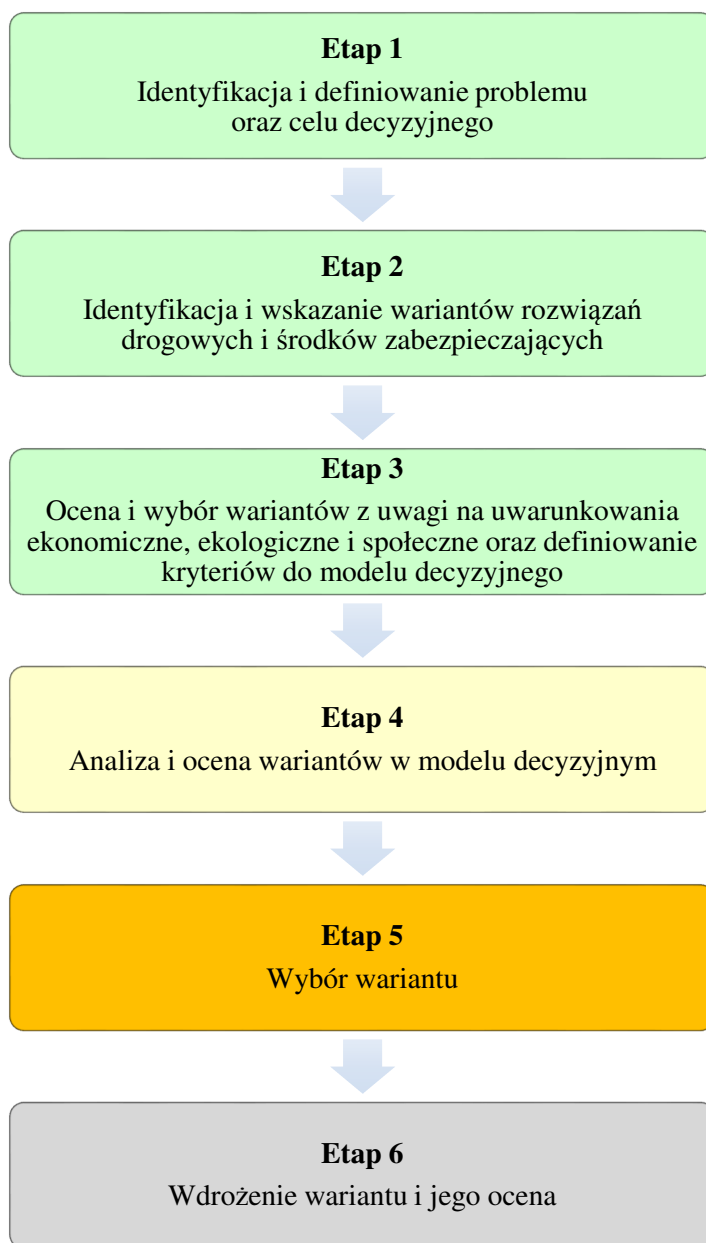 Etap 1
Identyfikacja i definiowanie problemu
oraz celu decyzyjnego
Etap 2
Identyfikacja i wskazanie wariantów rozwiązań
drogowych i środków zabezpieczających
Etap 3
Ocena i wybór wariantów z uwagi na uwarunkowania
ekonomiczne, ekologiczne i społeczne oraz definiowanie
kryteriów do modelu decyzyjnego
Etap 4
Analiza i ocena wariantów w modelu decyzyjnym
Etap 5
Wybór wariantu
Etap 6
Wdrożenie wariantu i jego ocena